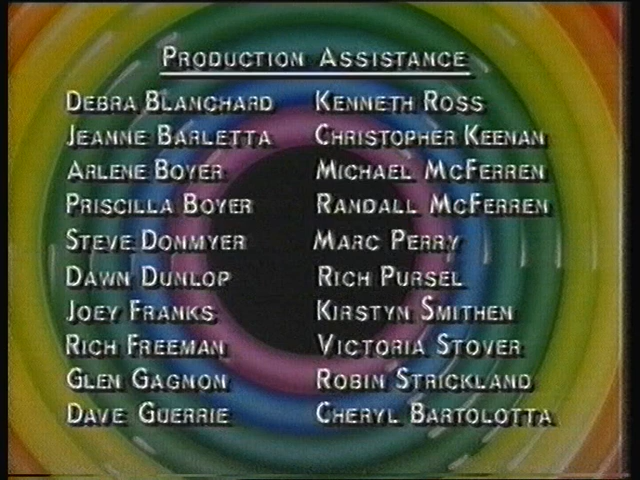 PRODUCTION ASSISTANCE
DEBRA BLANCHARD KENNETH ROSS
JEANNE BARLETTA CHRISTOPHER KEENAN
ARLENE BOYER MICHAEL MCFERREN
PRISCILLA BOYER RANDALL MCFERREN
STEVE DONMYER MARC PERRY
DAWN DUNLOP RICH PURSEL
JOEY FRANKS KIRSTYN SMITHEN
RICH FREEMAN VICTORIA STOVER
GLEN GAGNON ROBIN STRICKLAND
DAVE GUERRIE CHERYL BARTOLOTTA